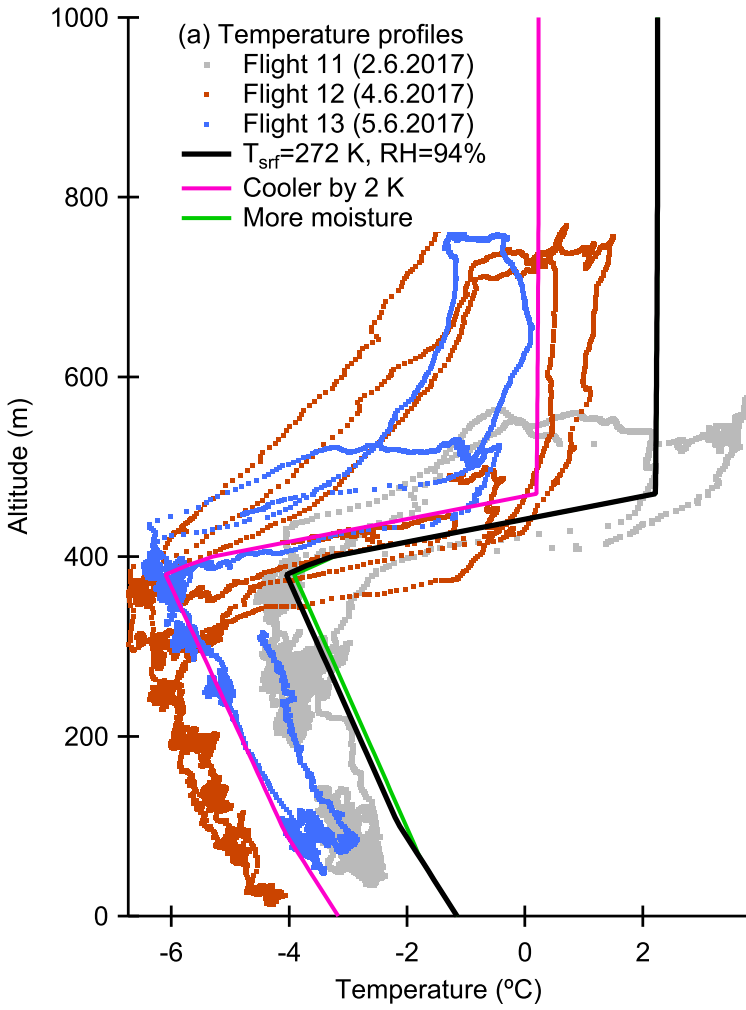 1000
(a) Temperature profiles
Flight 11 (2.6.2017)
Flight 12 (4.6.2017)
Flight 13 (5.6.2017)
Tsrf=272 K, RH=94%
Cooler by 2 K
More moisture
800
600
400
200
0
Altitude (m)
-6 -4 -2 0 2
Temperature (ºC)